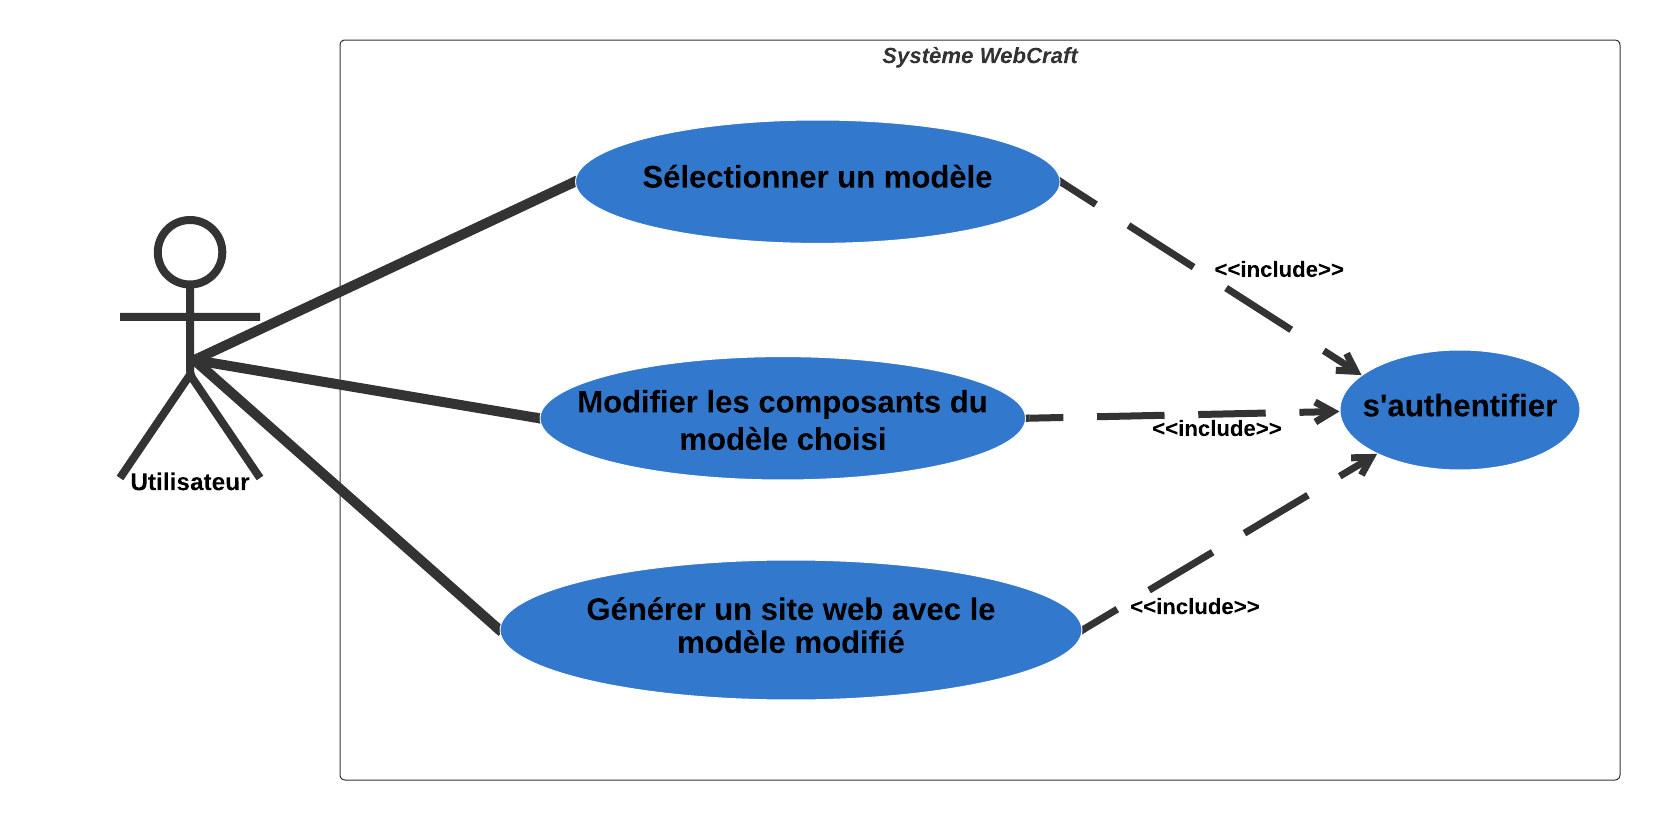 Système WebCraft
Sélectionner un modèle
<<include>>
Modifier les composants du
modèle choisi
s'authentifier
<<include>>
Utilisateur
Générer un site web avec le
modèle modifié
<<include>>